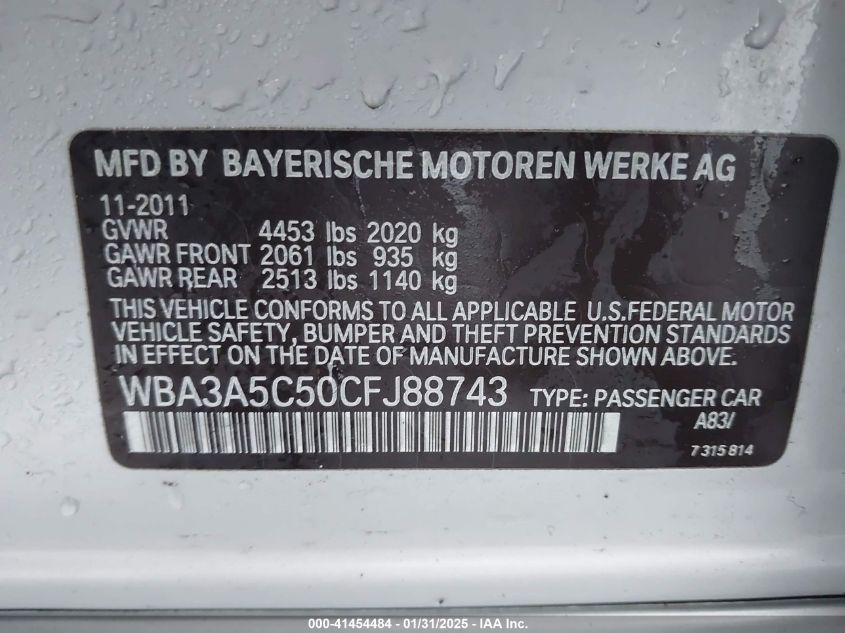 MFD BY BAYERISCHE MOTOREN WERKE AG
11-2011
GVWR 4453 lbs 2020 kg
GAWR FRONT 2061 lbs 935 kg
GAWR REAR 2513 lbs 1140 kg
THIS VEHICLE CONFORMS TO ALL APPLICABLE U.S.FEDERAL MOTOR
VEHICLE SAFETY, BUMPER AND THEFT PREVENTION STANDARDS
IN EFFECT ON THE DATE OF MANUFACTURE SHOWN ABOVE.
WBA3A5C50CFJ88743 TYPE: PASSENGER CAR
A83/
7 315 814
000-41454484 - 01/31/2025 - IAA Inc.